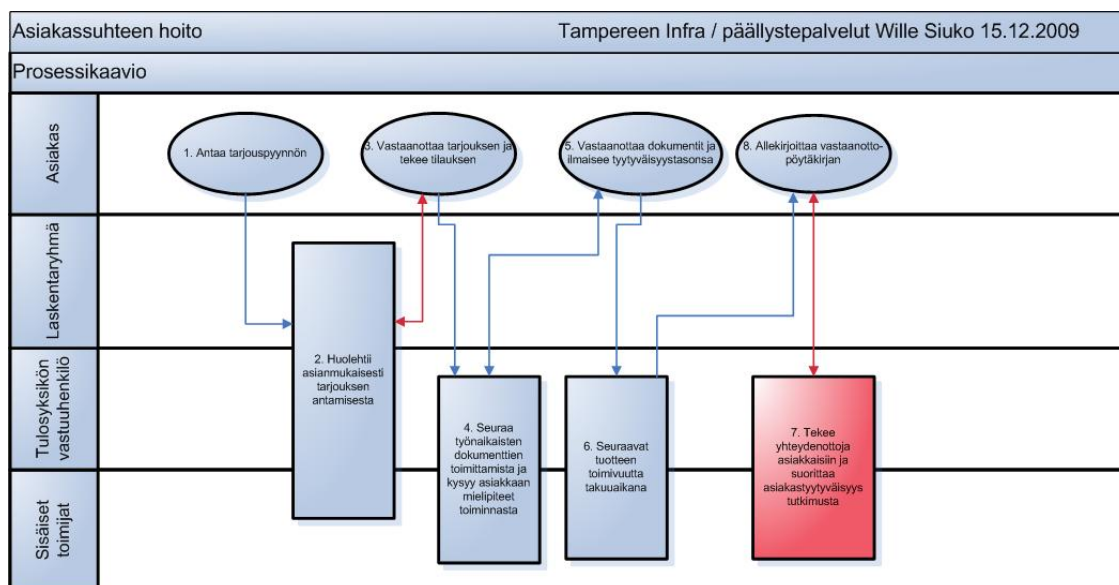 Asiakassuhteen hoito
Tampereen Infra / päällystepalvelut Wille Siuko 15.12.2009
Prosessikaavio
Asiakas
1. Antaa tarjouspyynnön
3. Vastaanottaa tarjouksen ja
tekee tilauksen
5. Vastaanottaa dokumentit ja
ilmaisee tyytyväisyystasonsa
8. Allekirjoittaa vastaanotto-
pöytäkirjan
Laskentaryhmä
Tulosyksikön
vastuuhenkilö
2. Huolehtii
asianmukaisesti
tarjouksen
antamisesta
4. Seuraa
työnaikaisten
dokumenttien
toimittamista ja
kysyy asiakkaan
mielipiteet
toiminnasta
6. Seuraavat
tuotteen
toimivuutta
takuuaikana
7. Tekee
yhteydenottoja
asiakkaisiin ja
suorittaa
asiakastyytyväisyys
tutkimusta
Sisäiset
toimijat